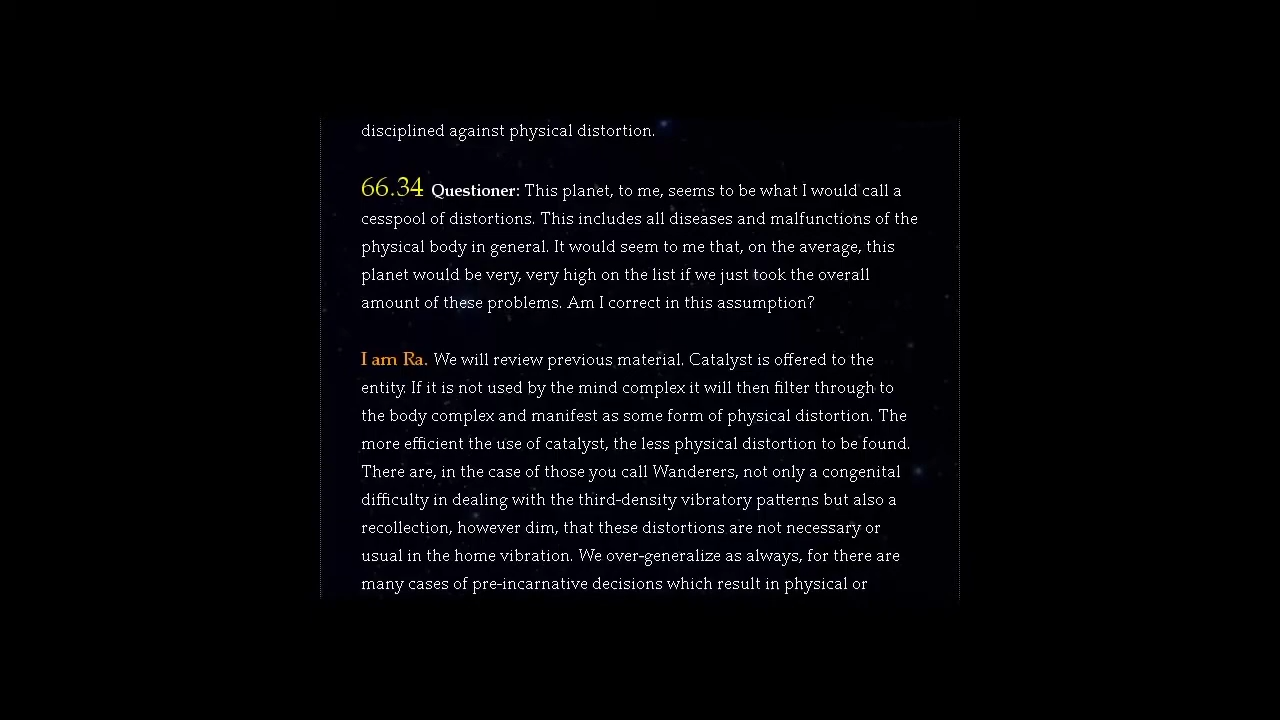 disciplined against physical distortion.
66.34 Questioner: This planet, to me, seems to be what I would call a
cesspool of distortions. This includes all diseases and malfunctions of the
physical body in general. It would seem to me that, on the average, this
planet would be very, very high on the list if we just took the overall
amount of these problems. Am I correct in this assumption?
I am Ra. We will review previous material. Catalyst is offered to the
entity. If it is not used by the mind complex it will then filter through to
the body complex and manifest as some form of physical distortion. The
more efficient the use of catalyst, the less physical distortion to be found.
There are, in the case of those you call Wanderers, not only a congenital
difficulty in dealing with the third-density vibratory patterns but also a
recollection, however dim, that these distortions are not necessary or
usual in the home vibration. We over-generalize as always, for there are
many cases of pre-incarnative decisions which result in physical or